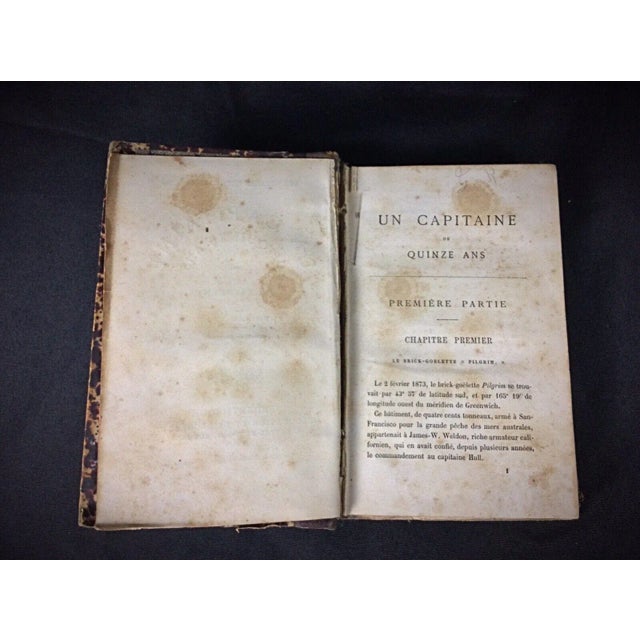 UN CAPITAINE
DE
QUINZE ANS
PREMIÈRE PARTIE
CHAPITRE PREMIER
LE BRICK-GOËLETTE « PILGRIM. »
Le 2 février 1873, le brick-goëlette Pilgrim se trou-
vait par 43° 57' de latitude sud, et par 165° 19' de
longitude ouest du méridien de Greenwich.
Ce bâtiment, de quatre cents tonneaux, armé à San-
Francisco pour la grande pêche des mers australes,
appartenait à James-W. Weldon, riche armateur cali-
fornien, qui en avait confié, depuis plusieurs années,
le commandement au capitaine Hull.
1